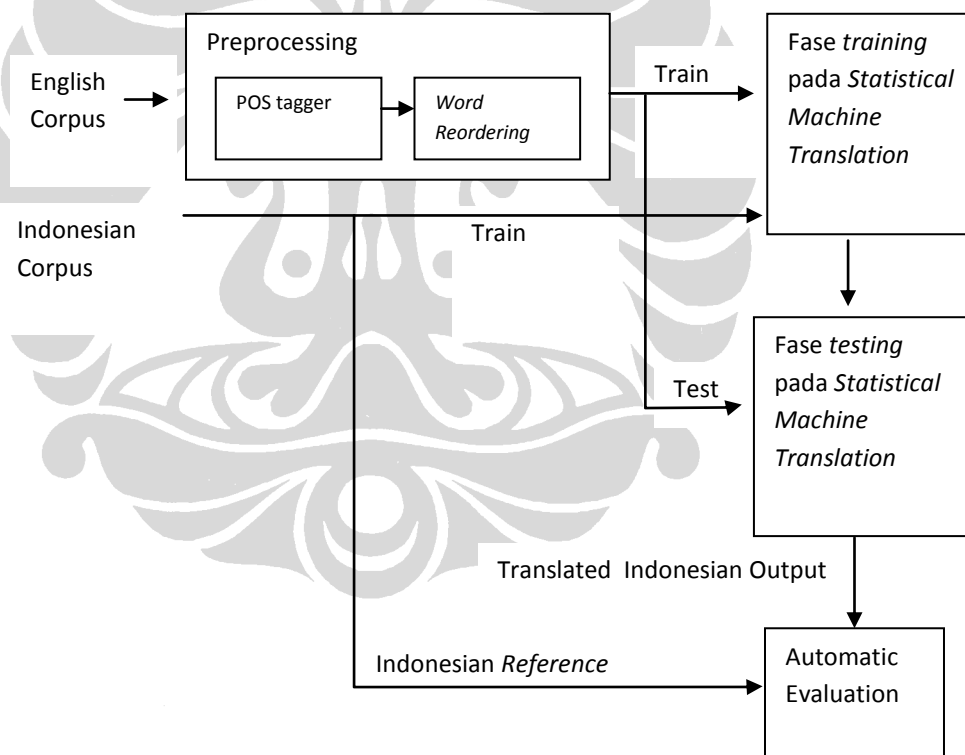 Preprocessing
English
Corpus
POS tagger
Word
Reordering
Train
Fase training
pada Statistical
Machine
Translation
Indonesian
Corpus
Train
Fase testing
pada Statistical
Machine
Translation
Test
Translated Indonesian Output
Indonesian Reference
Automatic
Evaluation